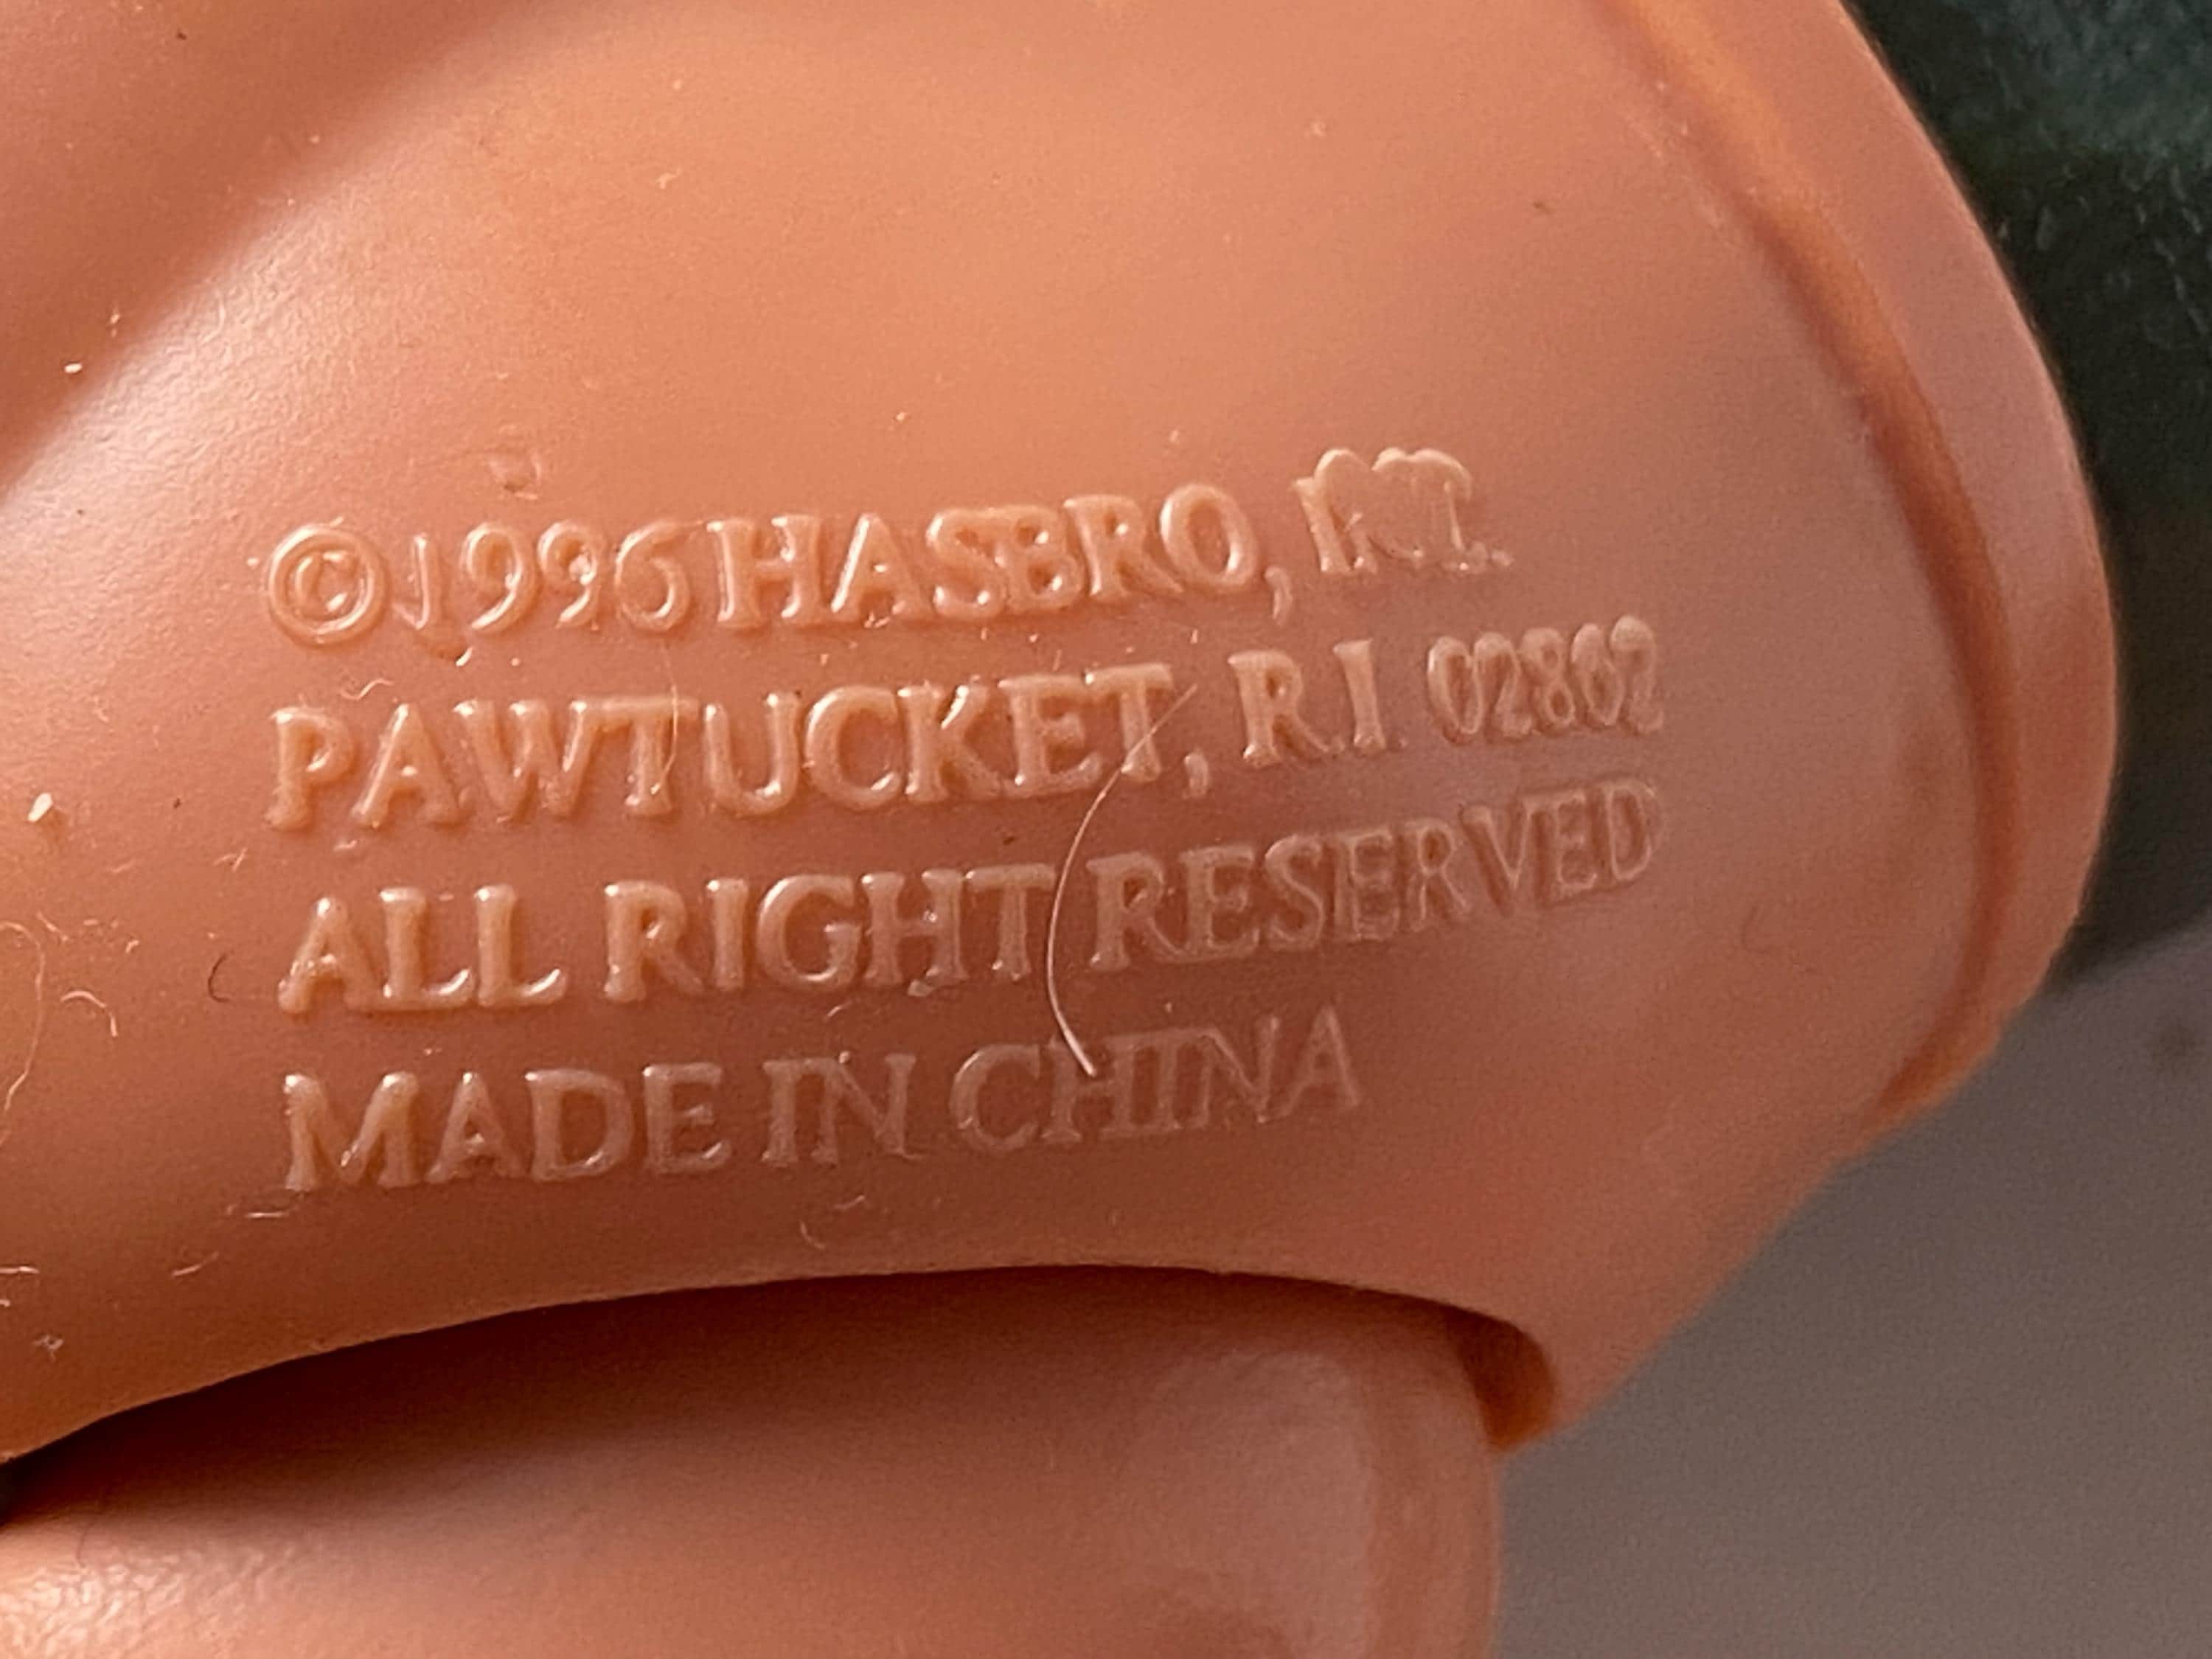 ©1996 HASBRO,
PAWTUCKET, R.I 02862
ALL RIGHT RESERVED
MADE IN CHINA